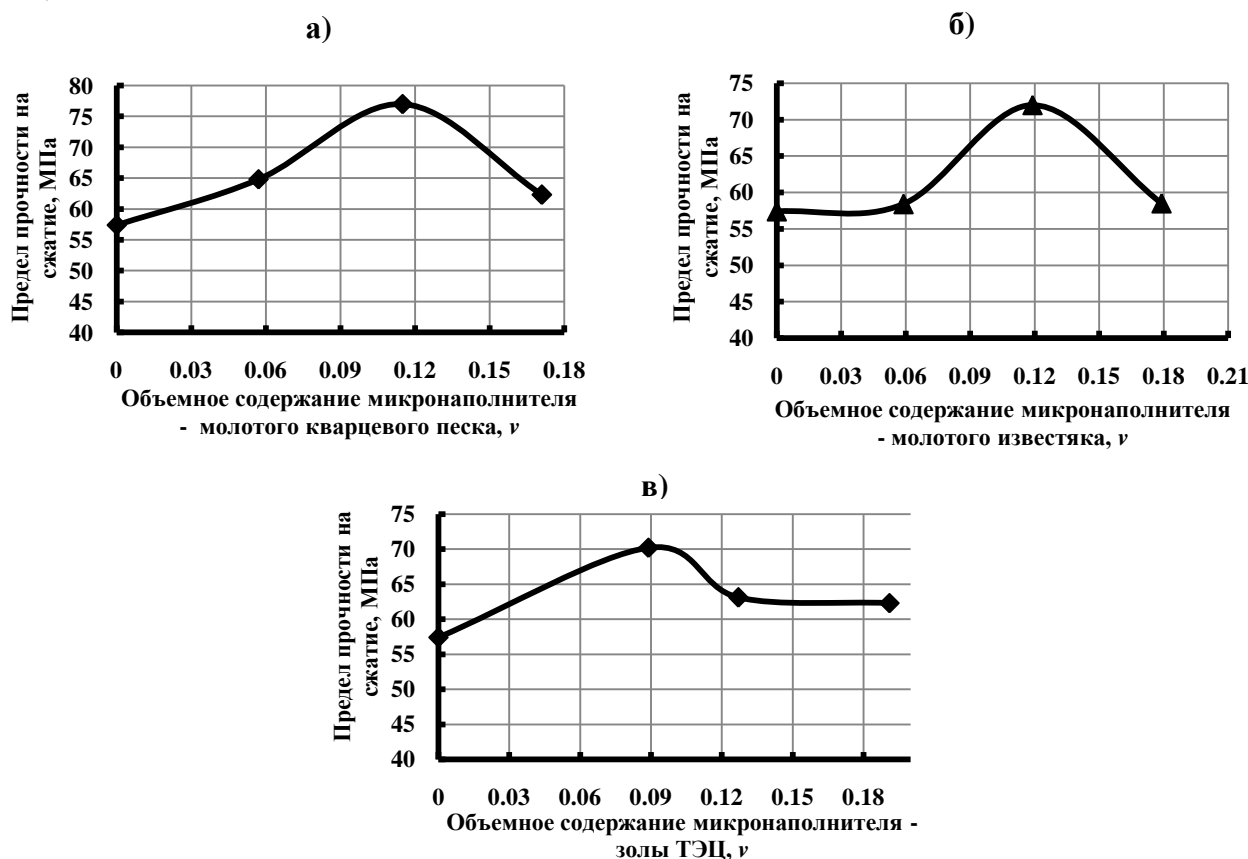 а)
Предел прочности на
сжатие, МПа
80
75
70
65
60
55
50
45
40
0 0.03 0.06 0.09 0.12 0.15 0.18
Объемное содержание микронаполнителя
- молотого кварцевого песка, v
б)
Предел прочности на
сжатие, МПа
75
70
65
60
55
50
45
40
0 0.03 0.06 0.09 0.12 0.15 0.18 0.21
Объемное содержание микронаполнителя
- молотого известяка, v
в)
Предел прочности на
сжатие, МПа
75
70
65
60
55
50
45
40
0 0.03 0.06 0.09 0.12 0.15 0.18
Объемное содержание микронаполнителя -
золы ТЭЦ, v